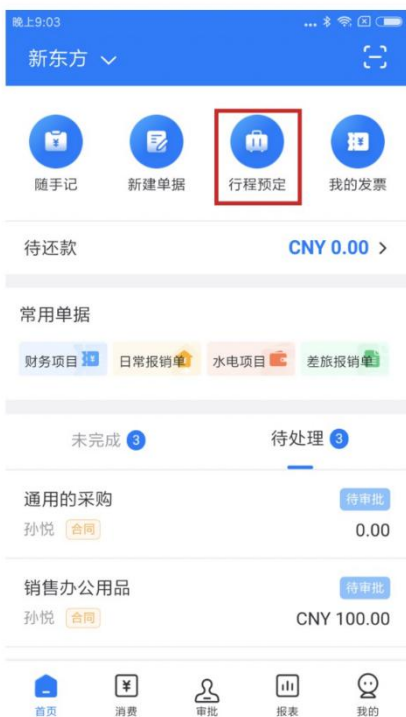 晚上9:03
新东方
随手记 新建单据 行程预定 我的发票
待还款 CNY 0.00 >
常用单据
财务项目 日常报销单 水电项目 差旅报销单
未完成 3 待处理 3
通用的采购 待审批
孙悦 合同 0.00
销售办公用品 待审批
孙悦 合同 CNY 100.00
首页 消费 审批 报表 我的